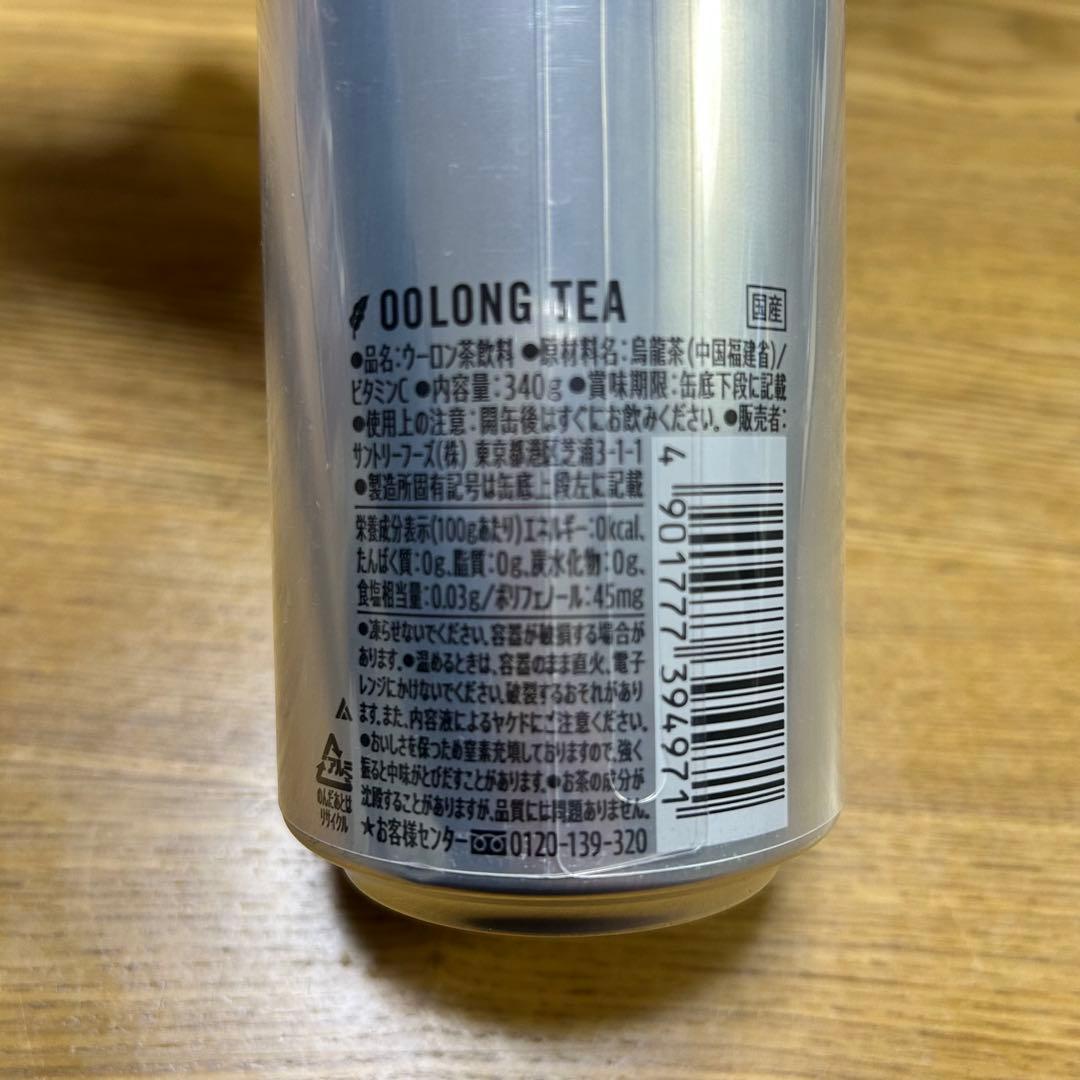 OOLONG TEA 国産
●品名:ウーロン茶飲料 ●原材料名:烏龍茶(中国福建省)/
ビタミンC ●内容量:340g ●賞味期限:缶底下段に記載
●使用上の注意:開缶後はすぐにお飲みください。●販売者:
サントリーフーズ(株) 東京都港区芝浦3-1-1
●製造所固有記号は缶底上段左に記載
栄養成分表示(100gあたり)エネルギー:0kcal、
たんぱく質:0g、脂質:0g、炭水化物:0g、
食塩相当量:0.03g/ポリフェノール:45mg
●凍らせないでください。容器が破損する場合が
あります。●温めるときは、容器のまま直火、電子
レンジにかけないでください。破裂するおそれがあり
ます。また、内容液によるヤケドにご注意ください。
●おいしさを保つため窒素充填しておりますので、強く
振ると中味がとびだすことがあります。●お茶の成分が
沈殿することがありますが、品質には問題ありません。
★お客様センター 0120-139-320
アルミ
のんだあとは
リサイクル
4 901777 394971